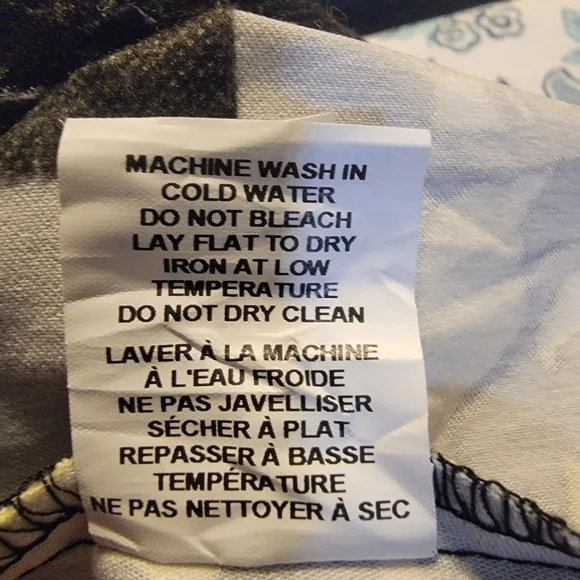 MACHINE WASH IN
COLD WATER
DO NOT BLEACH
LAY FLAT TO DRY
IRON AT LOW
TEMPERATURE
DO NOT DRY CLEAN
LAVER À LA MACHINE
À L'EAU FROIDE
NE PAS JAVELLISER
SÉCHER À PLAT
REPASSER À BASSE
TEMPÉRATURE
NE PAS NETTOYER À SEC